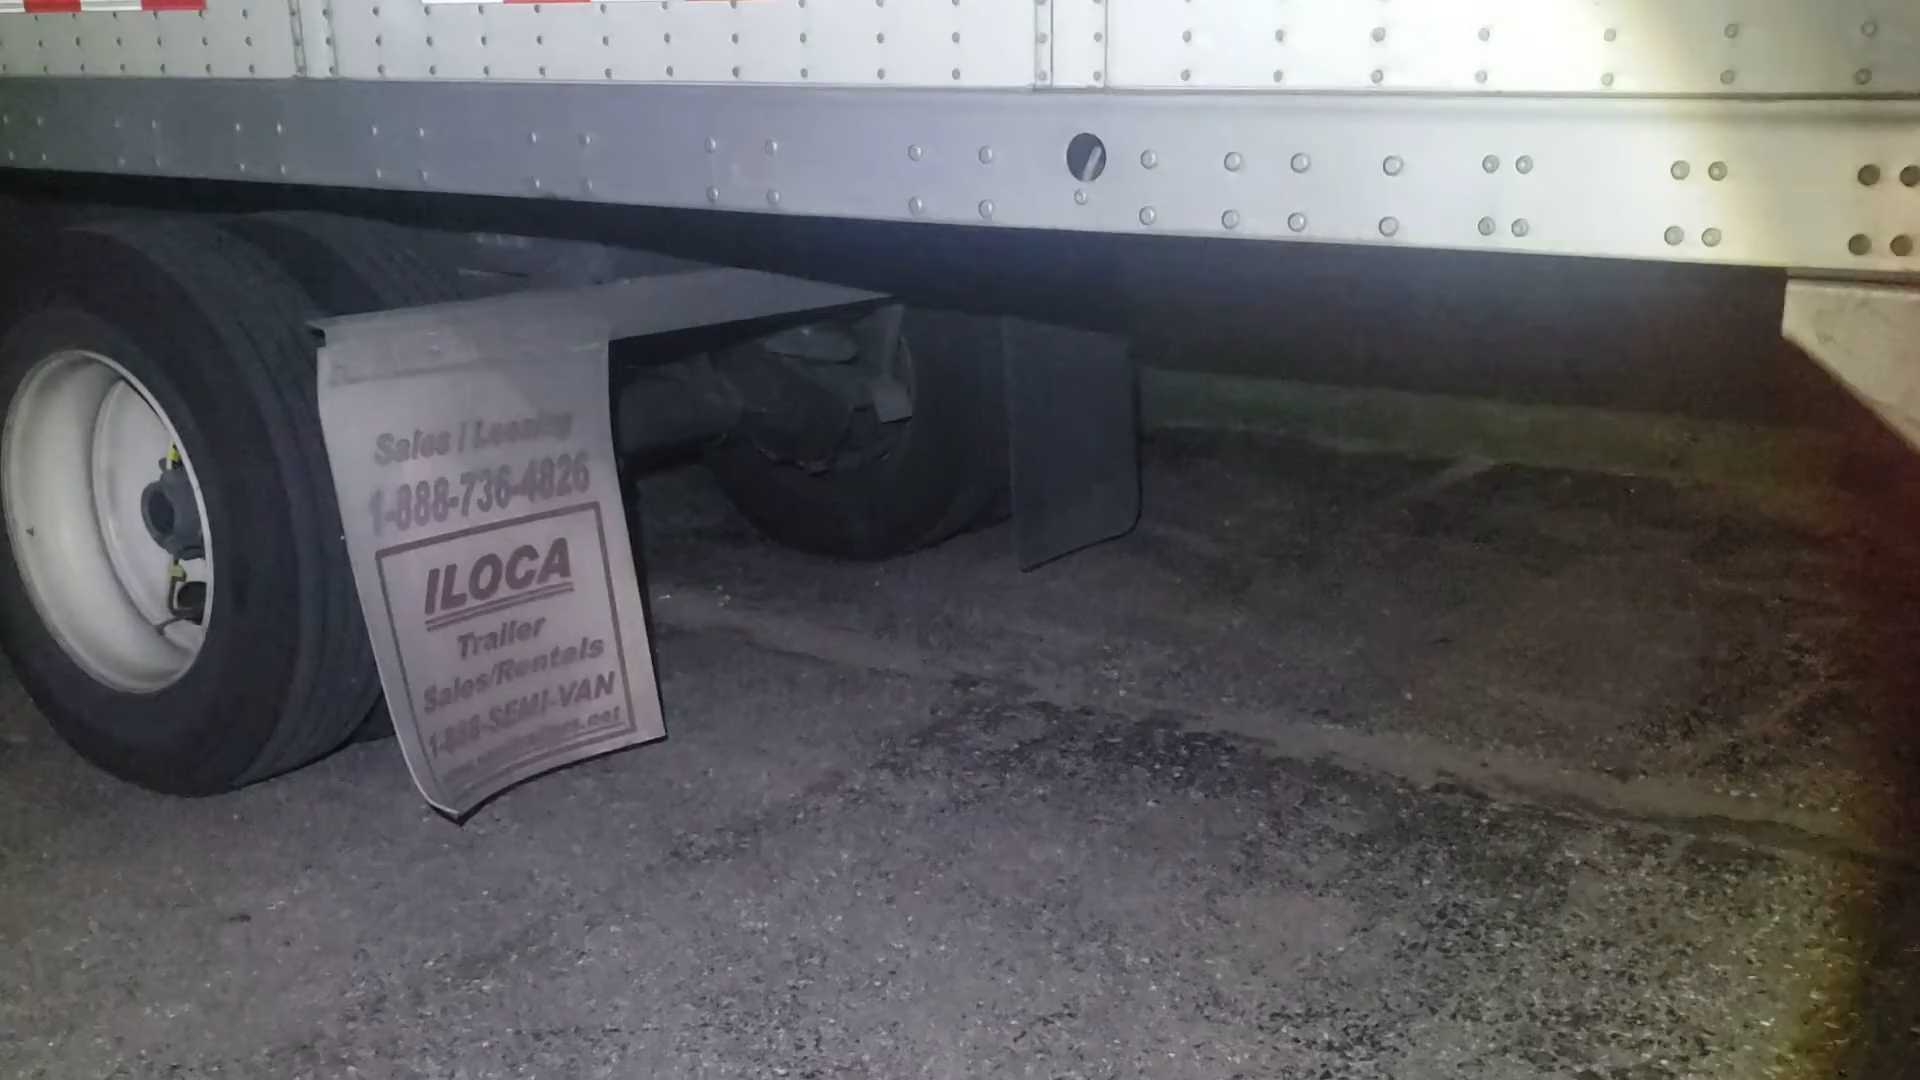 Sales / Leasing
1-888-736-4826
ILOCA
Trailer
Sales/Rentals
1-888-SEMI-VAN